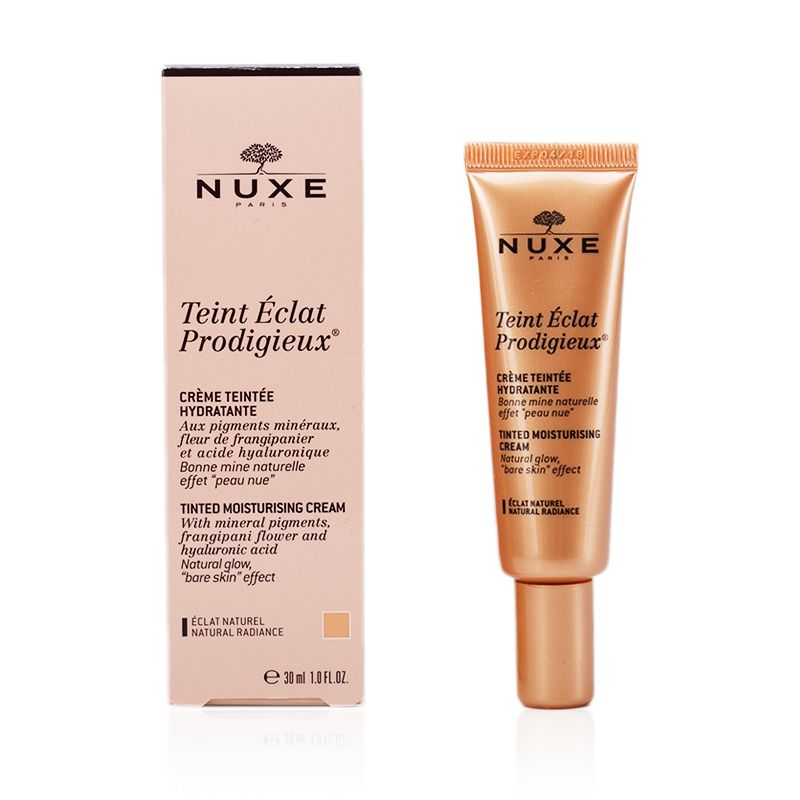 NUXE
PARIS
Teint Éclat
Prodigieux®
CRÈME TEINTÉE
HYDRATANTE
Aux pigments minéraux,
fleur de frangipanier
et acide hyaluronique
Bonne mine naturelle
effet "peau nue"
TINTED MOISTURISING CREAM
With mineral pigments,
frangipani flower and
hyaluronic acid
Natural glow,
"bare skin" effect
ÉCLAT NATUREL
NATURAL RADIANCE
℮ 30 ml 1.0 FL.OZ.
EXP04/18
NUXE
PARIS
Teint Éclat
Prodigieux®
CRÈME TEINTÉE
HYDRATANTE
Bonne mine naturelle
effet "peau nue"
TINTED MOISTURISING
CREAM
Natural glow,
"bare skin" effect
ÉCLAT NATUREL
NATURAL RADIANCE